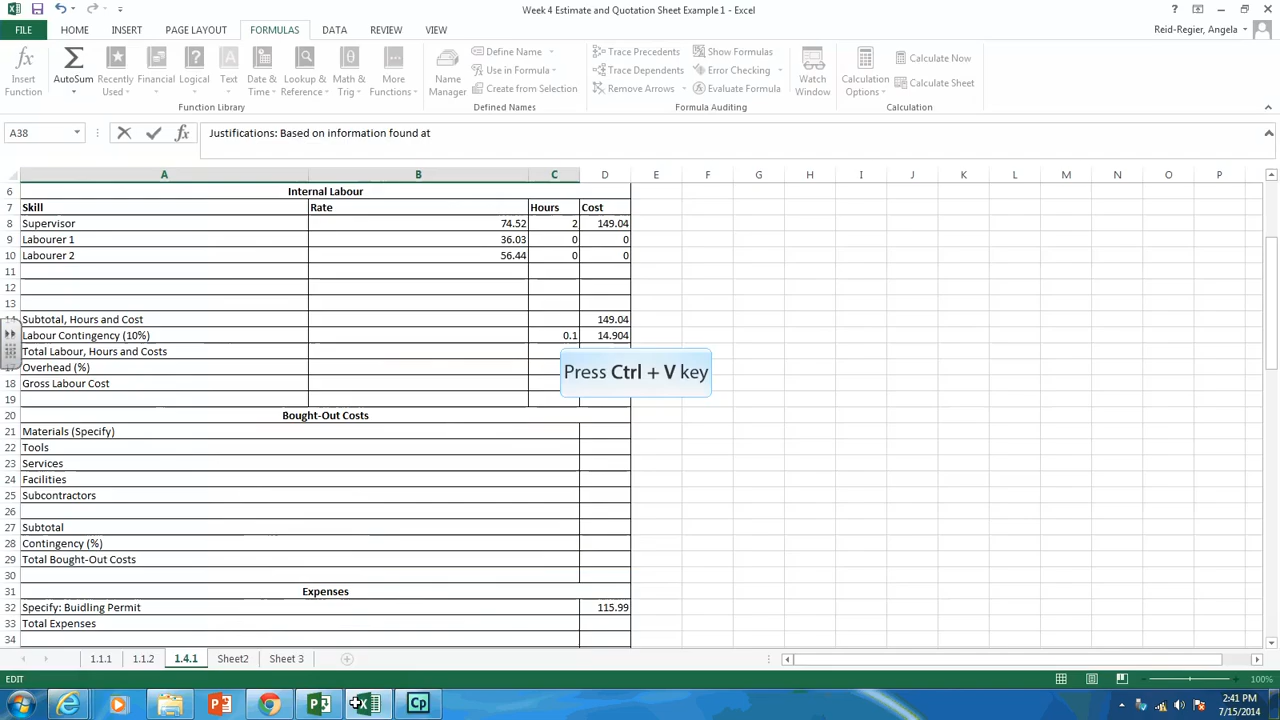 Week 4 Estimate and Quotation Sheet Example 1 - Excel
FILE HOME INSERT PAGE LAYOUT FORMULAS DATA REVIEW VIEW Reid-Regier, Angela
fx Insert Function
AutoSum
Recently Used
Financial
Logical
Text
Date & Time
Lookup & Reference
Math & Trig
More Functions
Function Library
Name Manager
Define Name
Use in Formula
Create from Selection
Defined Names
Trace Precedents
Trace Dependents
Remove Arrows
Show Formulas
Error Checking
Evaluate Formula
Formula Auditing
Watch Window
Calculation Options
Calculate Now
Calculate Sheet
Calculation
A38 fx Justifications: Based on information found at
A B C D E F G H I J K L M N O P
6 Internal Labour
7 Skill Rate Hours Cost
8 Supervisor 74.52 2 149.04
9 Labourer 1 36.03 0 0
10 Labourer 2 56.44 0 0
11
12
13
14 Subtotal, Hours and Cost 149.04
Labour Contingency (10%) 0.1 14.904
Total Labour, Hours and Costs
17 Overhead (%)
18 Gross Labour Cost
19
20 Bought-Out Costs
21 Materials (Specify)
22 Tools
23 Services
24 Facilities
25 Subcontractors
26
27 Subtotal
28 Contingency (%)
29 Total Bought-Out Costs
30
31 Expenses
32 Specify: Buidling Permit 115.99
33 Total Expenses
34
Press Ctrl + V key
1.1.1 1.1.2 1.4.1 Sheet2 Sheet 3
EDIT 100%
2:41 PM
7/15/2014